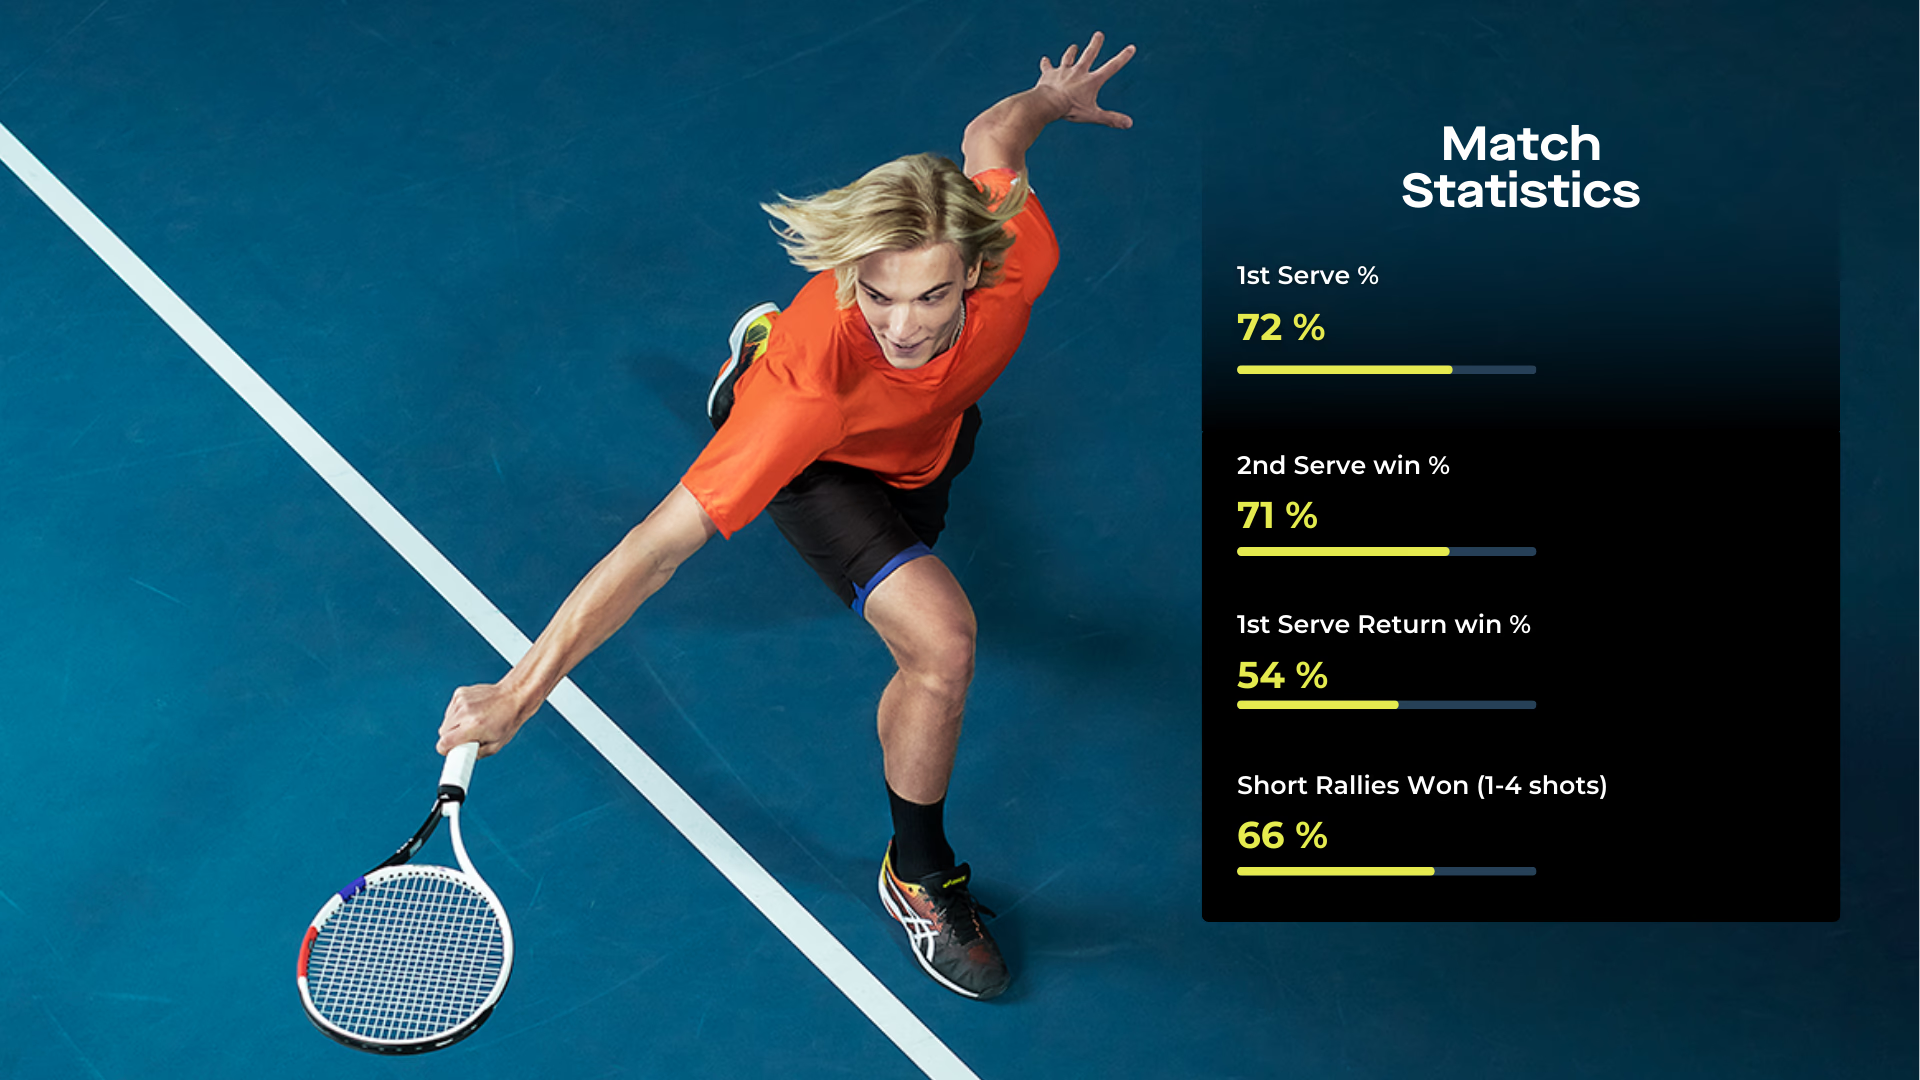 Match
Statistics
1st Serve %
72 %
2nd Serve win %
71 %
1st Serve Return win %
54 %
Short Rallies Won (1-4 shots)
66 %